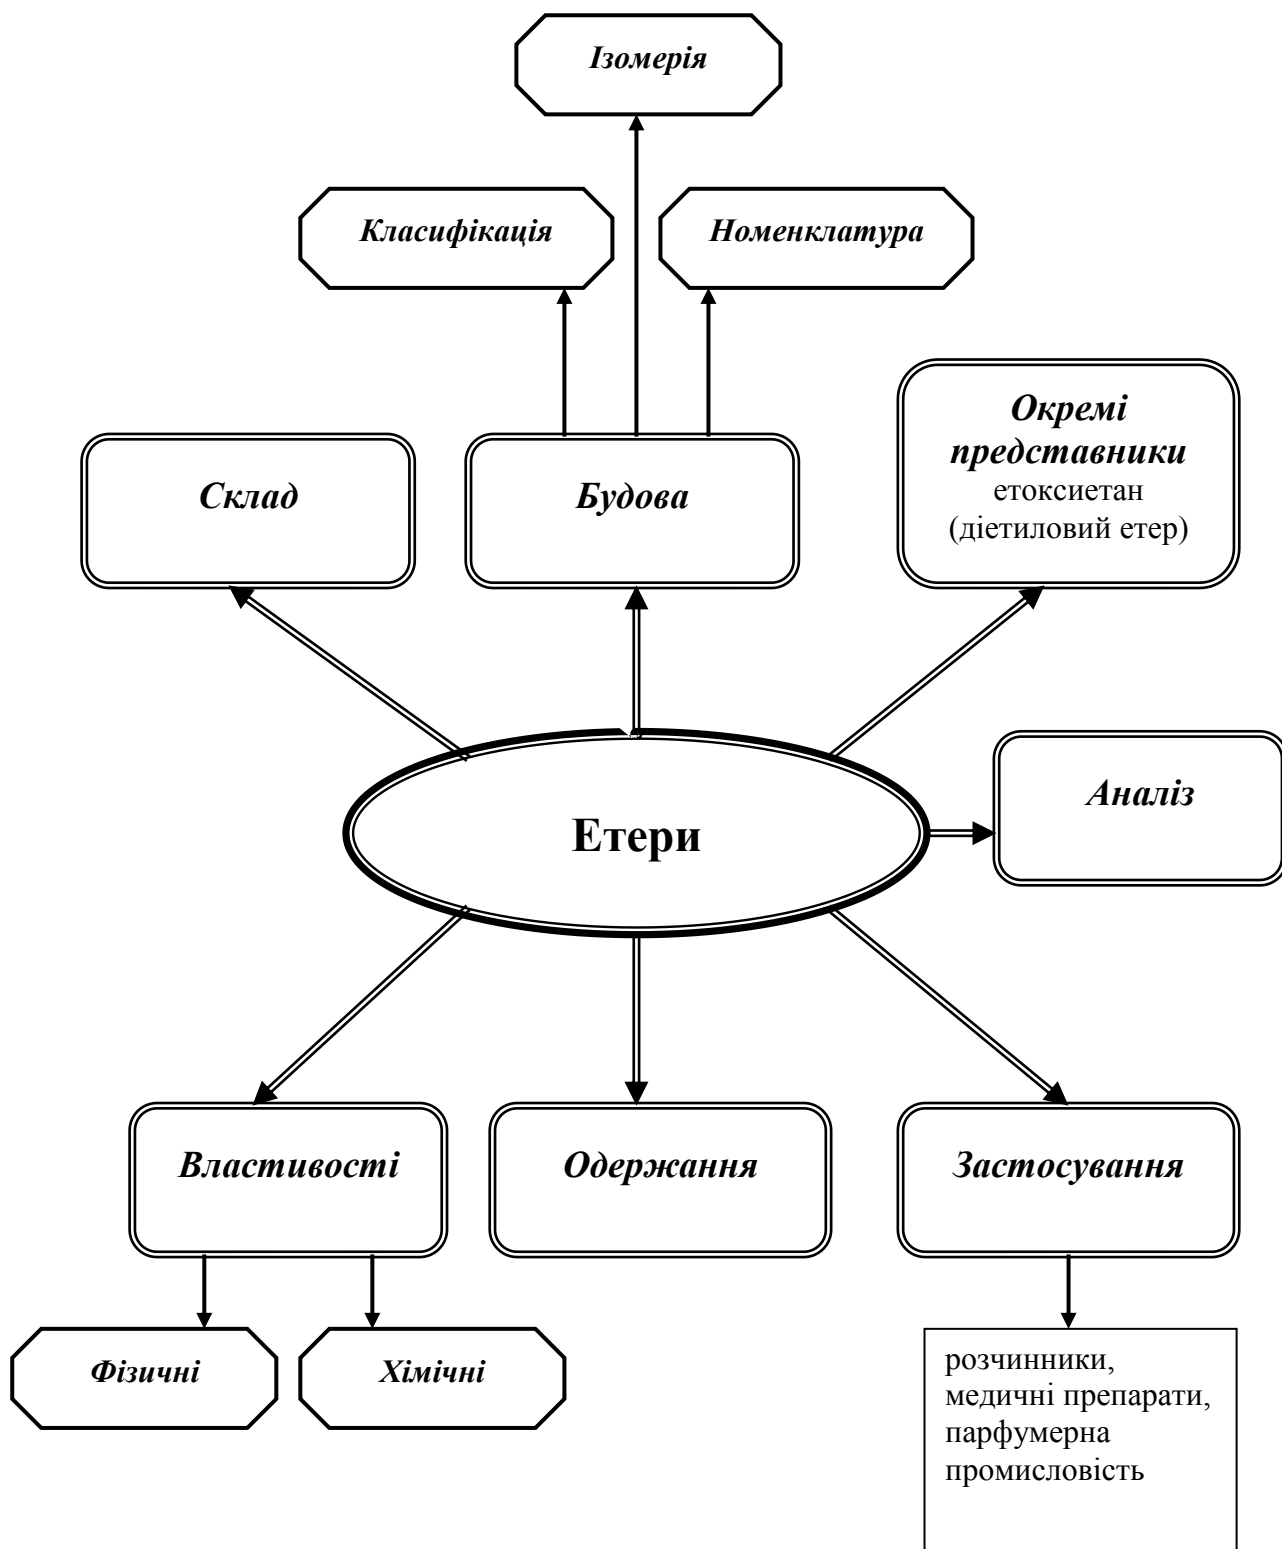 Ізомерія
Класифікація
Номенклатура
Окремі
представники
етоксиетан
(діетиловий етер)
Склад
Будова
Аналіз
Етери
Властивості
Одержання
Застосування
Фізичні
Хімічні
розчинники,
медичні препарати,
парфумерна
промисловість